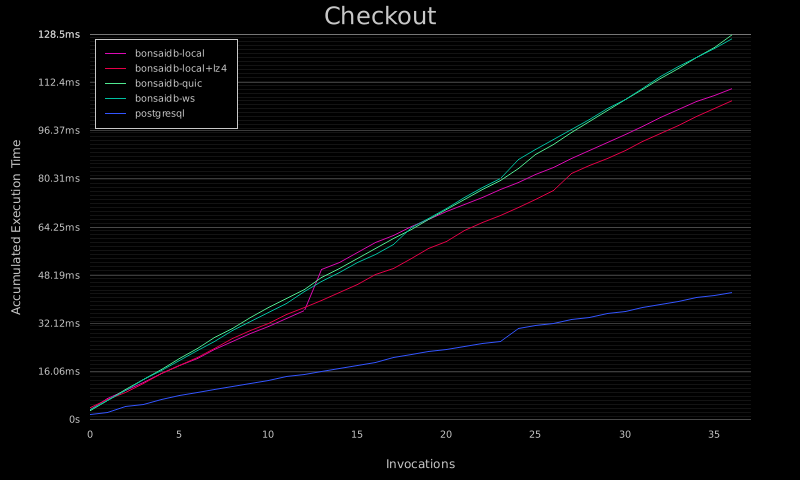 Checkout
128.5ms
112.4ms
96.37ms
80.31ms
64.25ms
48.19ms
32.12ms
16.06ms
0s
bonsaidb-local
bonsaidb-local+lz4
bonsaidb-quic
bonsaidb-ws
postgresql
Accumulated Execution Time
0 5 10 15 20 25 30 35
Invocations